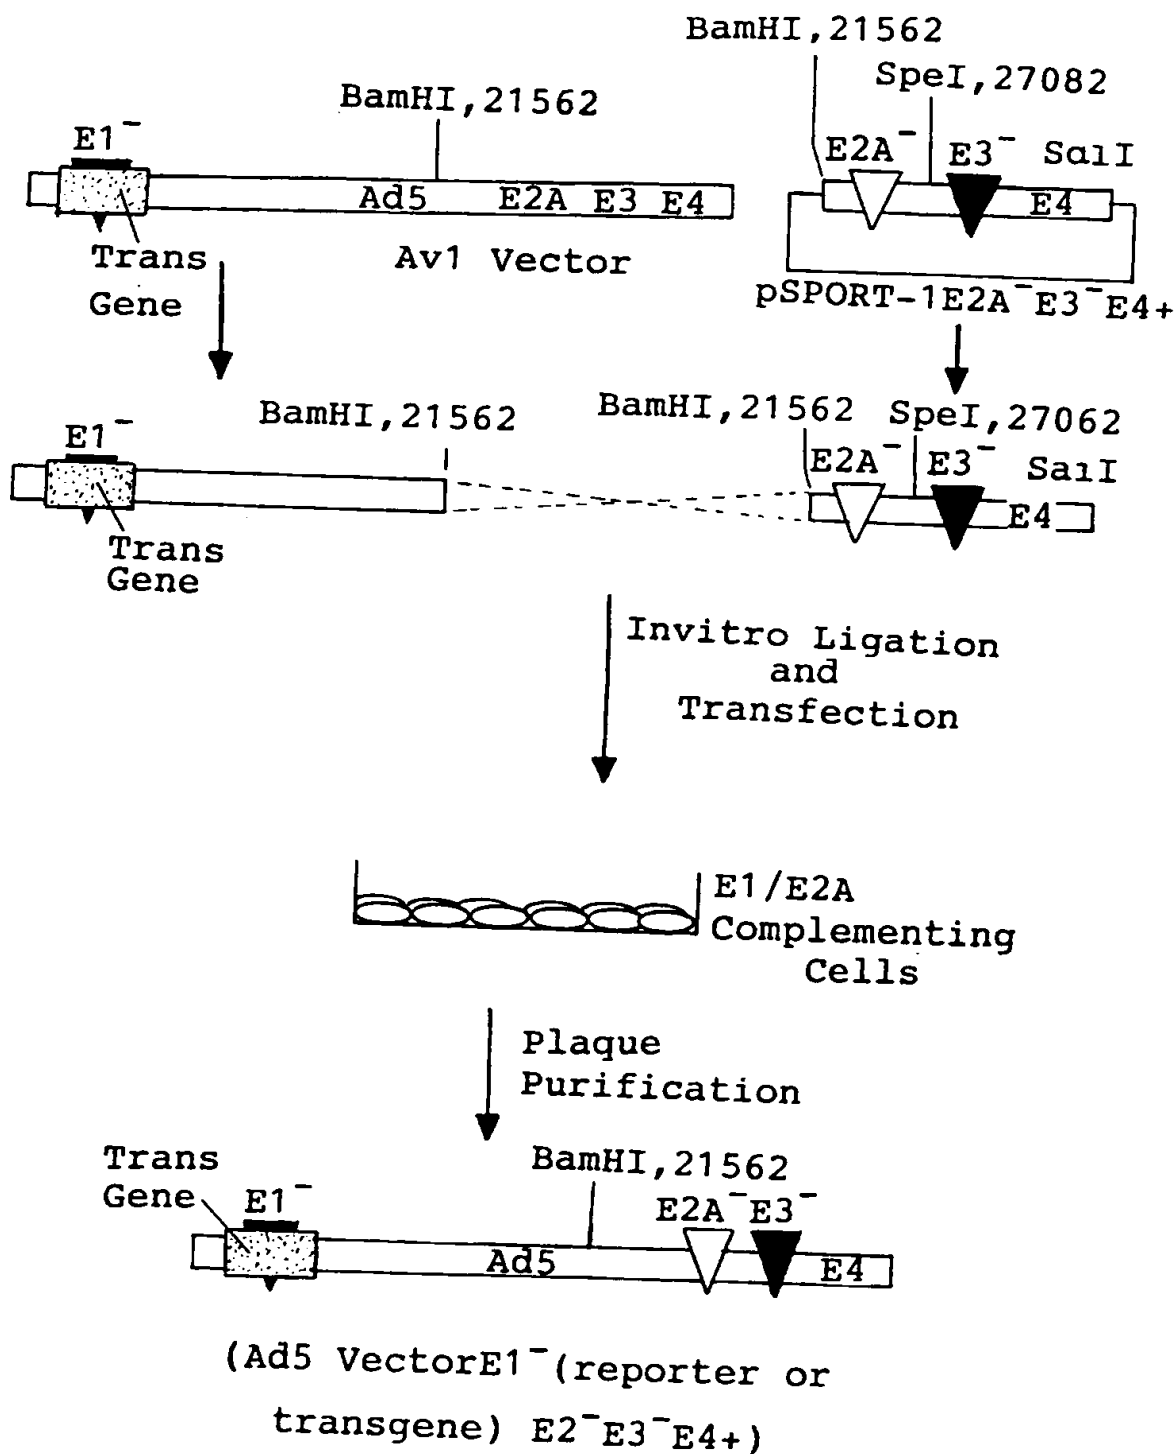 BamHI,21562
SpeI,27082
BamHI,21562
E1⁻
E2A⁻
E3⁻
SalI
Ad5
E2A
E3
E4
E4
Trans
Gene
Av1 Vector
pSPORT-1E2A⁻E3⁻E4+
BamHI,21562
BamHI,21562
SpeI,27062
E1⁻
E2A⁻
E3⁻
SalI
E4
Trans
Gene
Invitro Ligation
and
Transfection
E1/E2A
Complementing
Cells
Plaque
Purification
Trans
Gene
E1⁻
BamHI,21562
E2A⁻E3⁻
Ad5
E4
(Ad5 VectorE1⁻(reporter or
transgene) E2⁻E3⁻E4+)